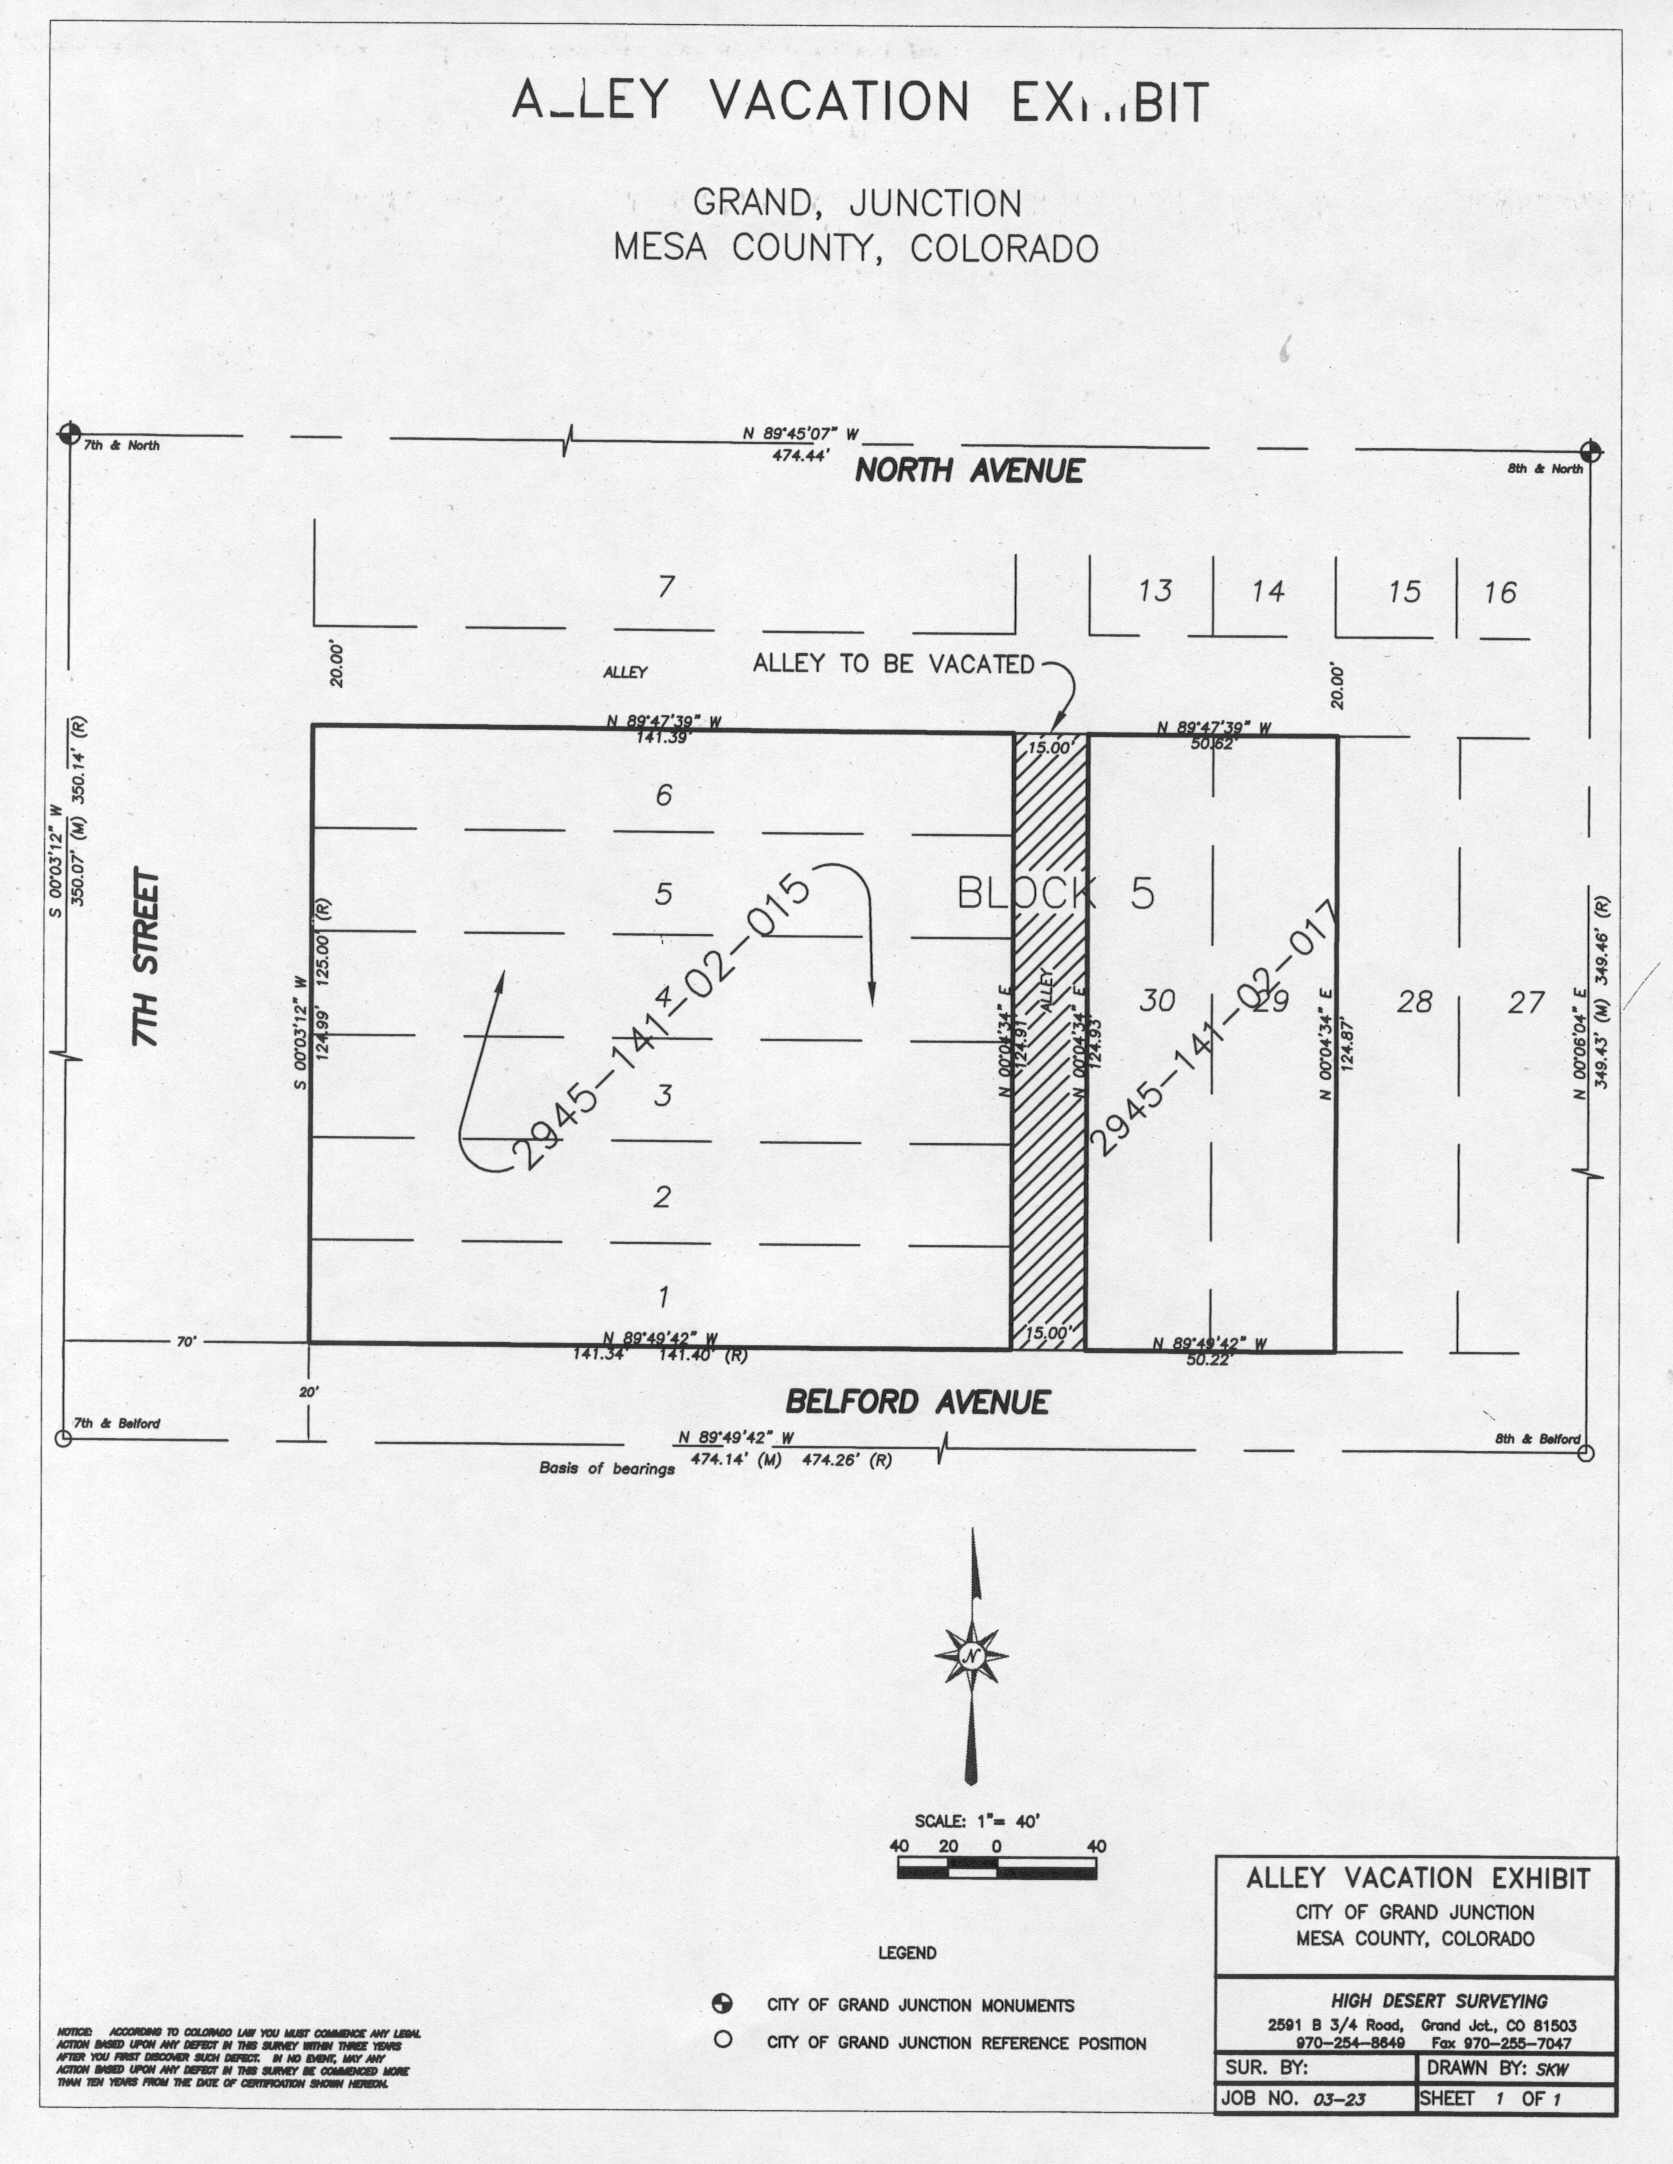 A_LEY VACATION EXI..IBIT
GRAND, JUNCTION
MESA COUNTY, COLORADO
7th & North
N 89°45'07" W
474.44'
NORTH AVENUE
8th & North
7
13
14
15
16
20.00'
ALLEY
ALLEY TO BE VACATED
20.00'
N 89°47'39" W
141.39'
15.00'
N 89°47'39" W
50.62'
S 00°03'12" W
350.07' (M) 350.14' (R)
7TH STREET
S 00°03'12" W
124.99' 125.00' (R)
6
5
4
3
2
1
2945-141-02-015
BLOCK 5
N 00°04'34" E
124.91'
ALLEY
N 00°04'34" E
124.93'
30
29
28
27
2945-141-02-017
N 00°04'34" E
124.87'
N 00°06'04" E
349.43' (M) 349.46' (R)
70'
N 89°49'42" W
141.34' 141.40' (R)
15.00'
N 89°49'42" W
50.22'
20'
BELFORD AVENUE
7th & Belford
N 89°49'42" W
474.14' (M) 474.26' (R)
Basis of bearings
8th & Belford
N
SCALE: 1"= 40'
40 20 0 40
LEGEND
CITY OF GRAND JUNCTION MONUMENTS
CITY OF GRAND JUNCTION REFERENCE POSITION
NOTICE: ACCORDING TO COLORADO LAW YOU MUST COMMENCE ANY LEGAL
ACTION BASED UPON ANY DEFECT IN THIS SURVEY WITHIN THREE YEARS
AFTER YOU FIRST DISCOVER SUCH DEFECT. IN NO EVENT, MAY ANY
ACTION BASED UPON ANY DEFECT IN THIS SURVEY BE COMMENCED MORE
THAN TEN YEARS FROM THE DATE OF CERTIFICATION SHOWN HEREON.
ALLEY VACATION EXHIBIT
CITY OF GRAND JUNCTION
MESA COUNTY, COLORADO
HIGH DESERT SURVEYING
2591 B 3/4 Road, Grand Jct., CO 81503
970-254-8649 Fax 970-255-7047
SUR. BY:
DRAWN BY: SKW
JOB NO. 03-23
SHEET 1 OF 1